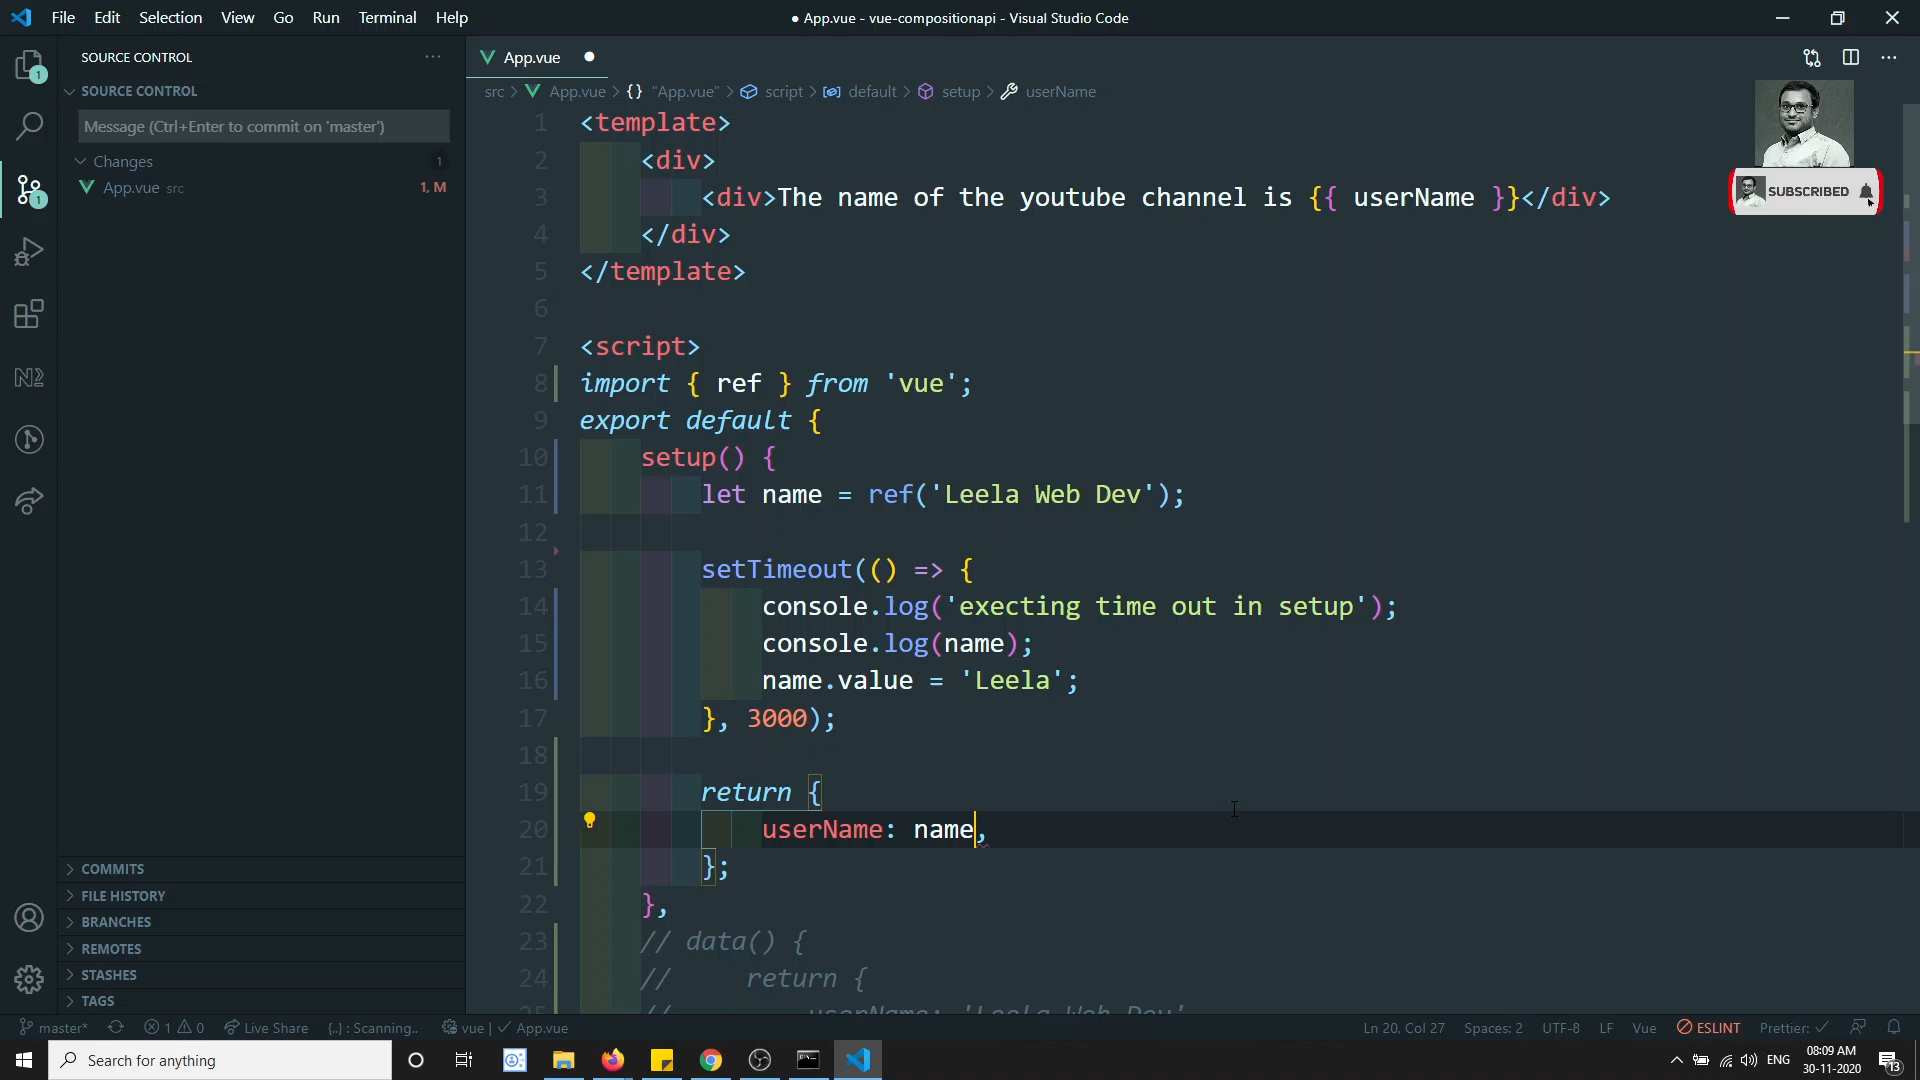 File Edit Selection View Go Run Terminal Help
● App.vue - vue-compositionapi - Visual Studio Code
SOURCE CONTROL
SOURCE CONTROL
Message (Ctrl+Enter to commit on 'master')
Changes 1
App.vue src 1, M
COMMITS
FILE HISTORY
BRANCHES
REMOTES
STASHES
TAGS
1
1
App.vue
src > App.vue > {} "App.vue" > script > default > setup > userName
SUBSCRIBED
1 <template>
2 <div>
3 <div>The name of the youtube channel is {{ userName }}</div>
4 </div>
5 </template>
6
7 <script>
8 import { ref } from 'vue';
9 export default {
10 setup() {
11 let name = ref('Leela Web Dev');
12
13 setTimeout(() => {
14 console.log('execting time out in setup');
15 console.log(name);
16 name.value = 'Leela';
17 }, 3000);
18
19 return {
20 userName: name,
21 };
22 },
23 // data() {
24 // return {
25 // userName: 'Leela Web Dev'
master* 1 0 Live Share {..} : Scanning.. vue | App.vue
Ln 20, Col 27 Spaces: 2 UTF-8 LF Vue ESLINT Prettier:
Search for anything
ENG
08:09 AM
30-11-2020
13